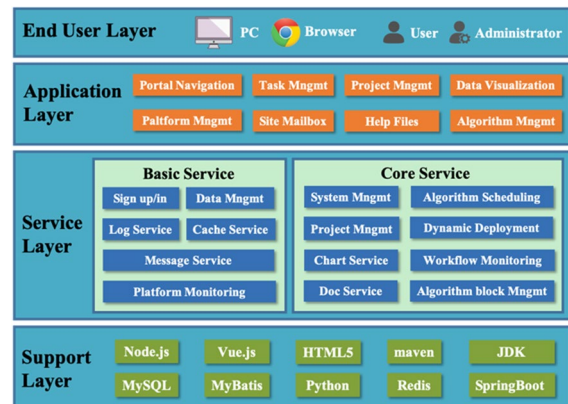 End User Layer
PC
Browser
User
Administrator
Application Layer
Portal Navigation
Task Mngmt
Project Mngmt
Data Visualization
Paltform Mngmt
Site Mailbox
Help Files
Algorithm Mngmt
Service Layer
Basic Service
Sign up/in
Data Mngmt
Log Service
Cache Service
Message Service
Platform Monitoring
Core Service
System Mngmt
Algorithm Scheduling
Project Mngmt
Dynamic Deployment
Chart Service
Workflow Monitoring
Doc Service
Algorithm block Mngmt
Support Layer
Node.js
Vue.js
HTML5
maven
JDK
MySQL
MyBatis
Python
Redis
SpringBoot